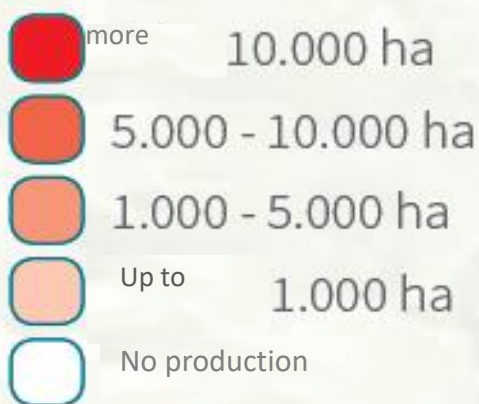 more 10.000 ha
5.000 - 10.000 ha
1.000 - 5.000 ha
Up to 1.000 ha
No production